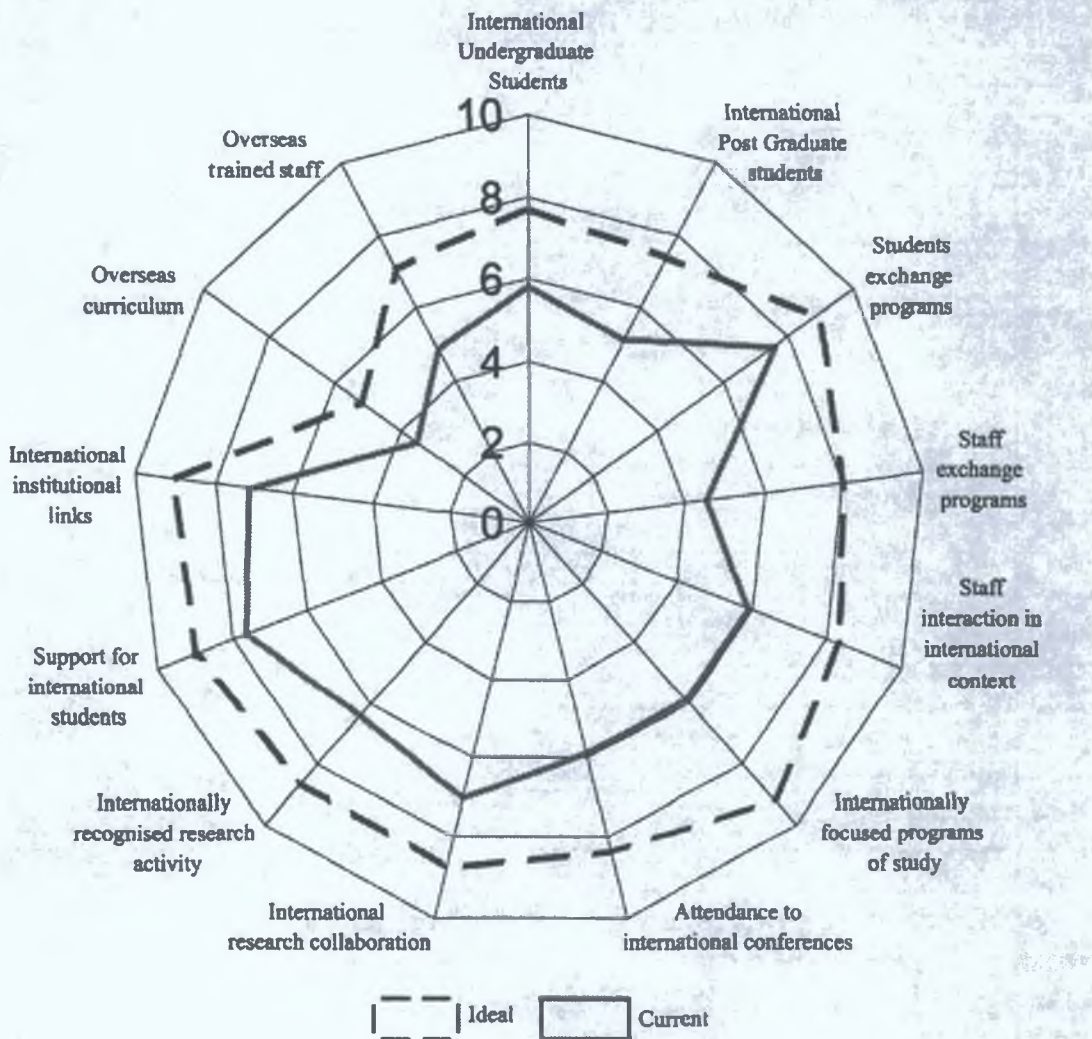 International
Undergraduate
Students
International
Post Graduate
students
Students
exchange
programs
Staff
exchange
programs
Staff
interaction in
international
context
Internationally
focused programs
of study
Attendance to
international conferences
International
research collaboration
Internationally
recognised research
activity
Support for
international
students
International
institutional
links
Overseas
curriculum
Overseas
trained staff
10
8
6
4
2
0
Ideal
Current